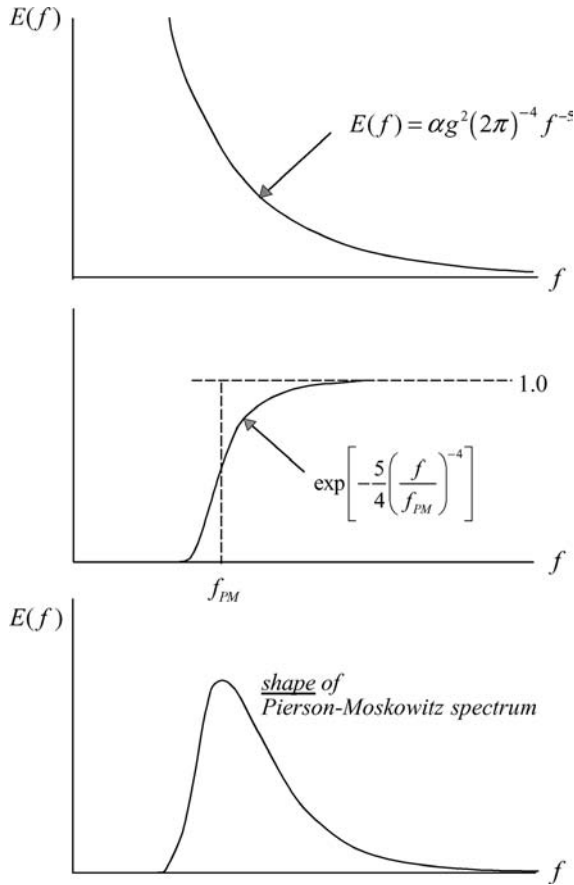 E(f)
E(f) = αg²(2π)⁻⁴ f⁻⁵
f
1.0
exp[-5/4(f/f_PM)⁻⁴]
f
f_PM
E(f)
shape of
Pierson-Moskowitz spectrum
f